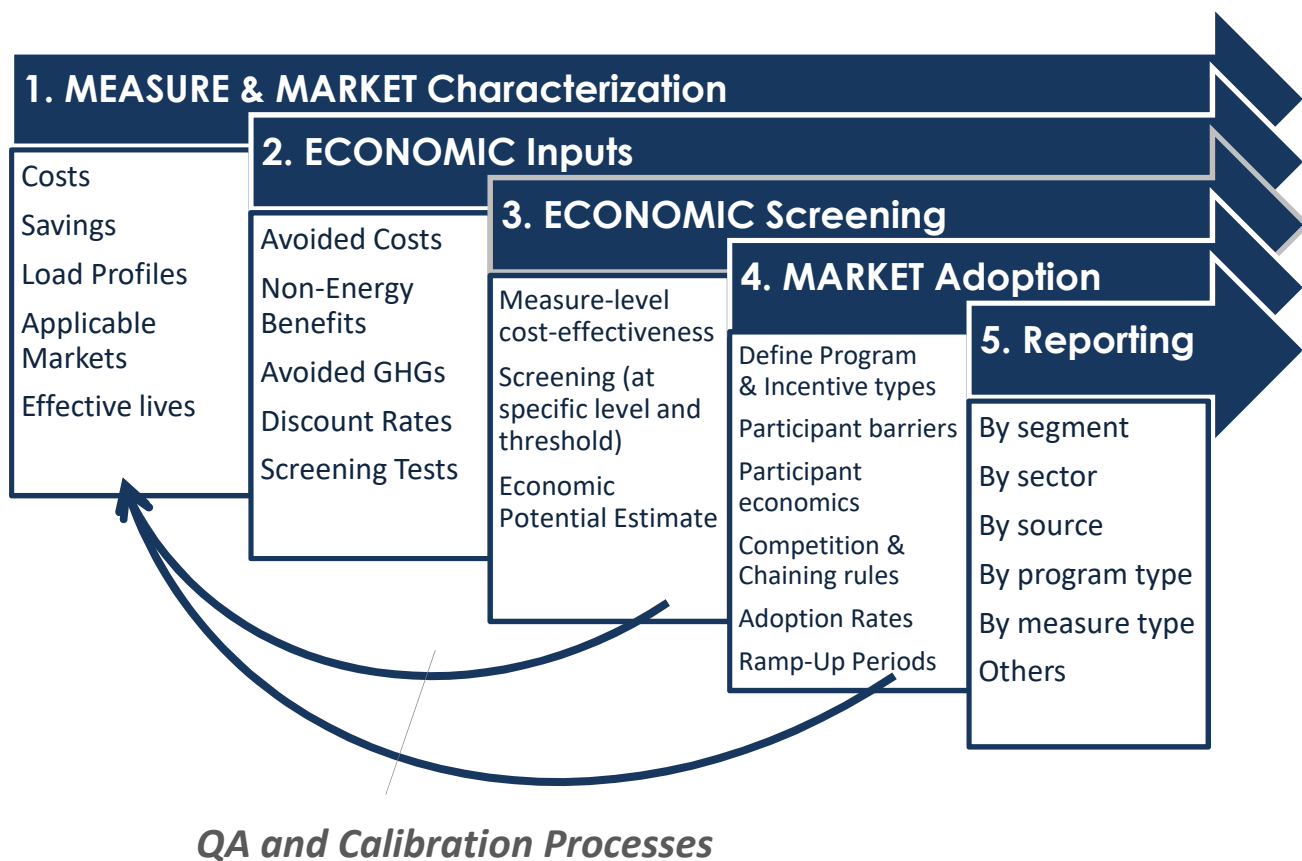 1. MEASURE & MARKET Characterization
Costs
Savings
Load Profiles
Applicable
Markets
Effective lives
2. ECONOMIC Inputs
Avoided Costs
Non-Energy
Benefits
Avoided GHGs
Discount Rates
Screening Tests
3. ECONOMIC Screening
Measure-level
cost-effectiveness
Screening (at
specific level and
threshold)
Economic
Potential Estimate
4. MARKET Adoption
Define Program
& Incentive types
Participant barriers
Participant
economics
Competition &
Chaining rules
Adoption Rates
Ramp-Up Periods
5. Reporting
By segment
By sector
By source
By program type
By measure type
Others
QA and Calibration Processes